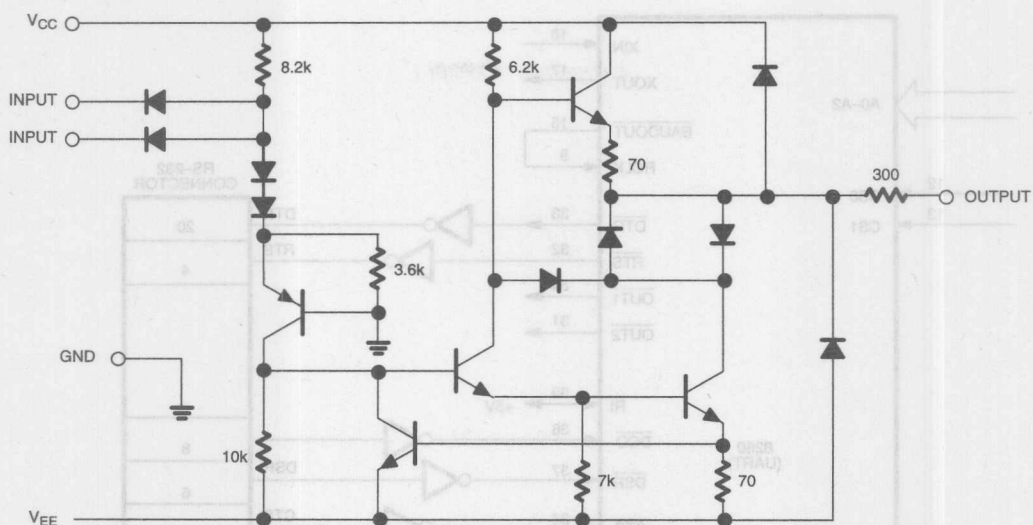 VCC
8.2k
6.2k
INPUT
INPUT
70
300
OUTPUT
3.6k
GND
10k
7k
70
VEE